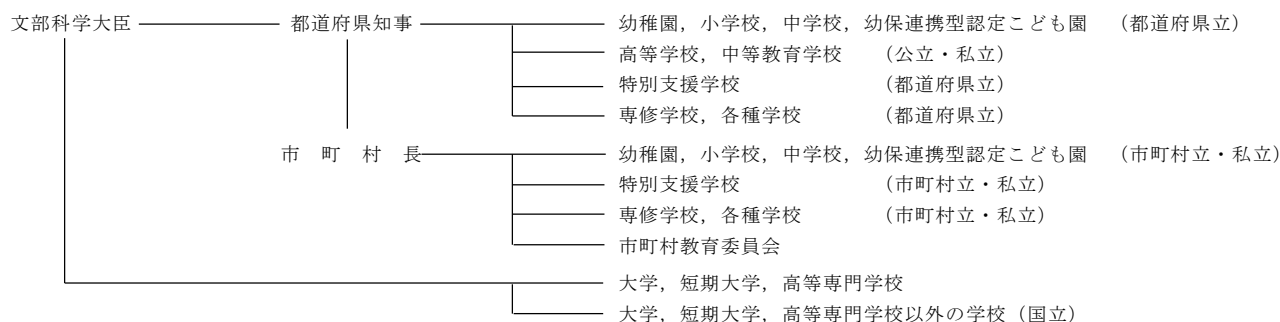 文部科学大臣 都道府県知事 幼稚園，小学校，中学校，幼保連携型認定こども園 （都道府県立）
高等学校，中等教育学校 （公立・私立）
特別支援学校 （都道府県立）
専修学校，各種学校 （都道府県立）
市 町 村 長 幼稚園，小学校，中学校，幼保連携型認定こども園 （市町村立・私立）
特別支援学校 （市町村立・私立）
専修学校，各種学校 （市町村立・私立）
市町村教育委員会
大学，短期大学，高等専門学校
大学，短期大学，高等専門学校以外の学校（国立）